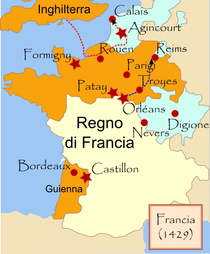 Inghilterra
Calais
Agincourt
Formigny
Rouen
Reims
Parigi
Troyes
Patay
Orléans
Regno
di Francia
Digione
Nevers
Bordeaux
Castillon
Guienna
Francia
(1429)